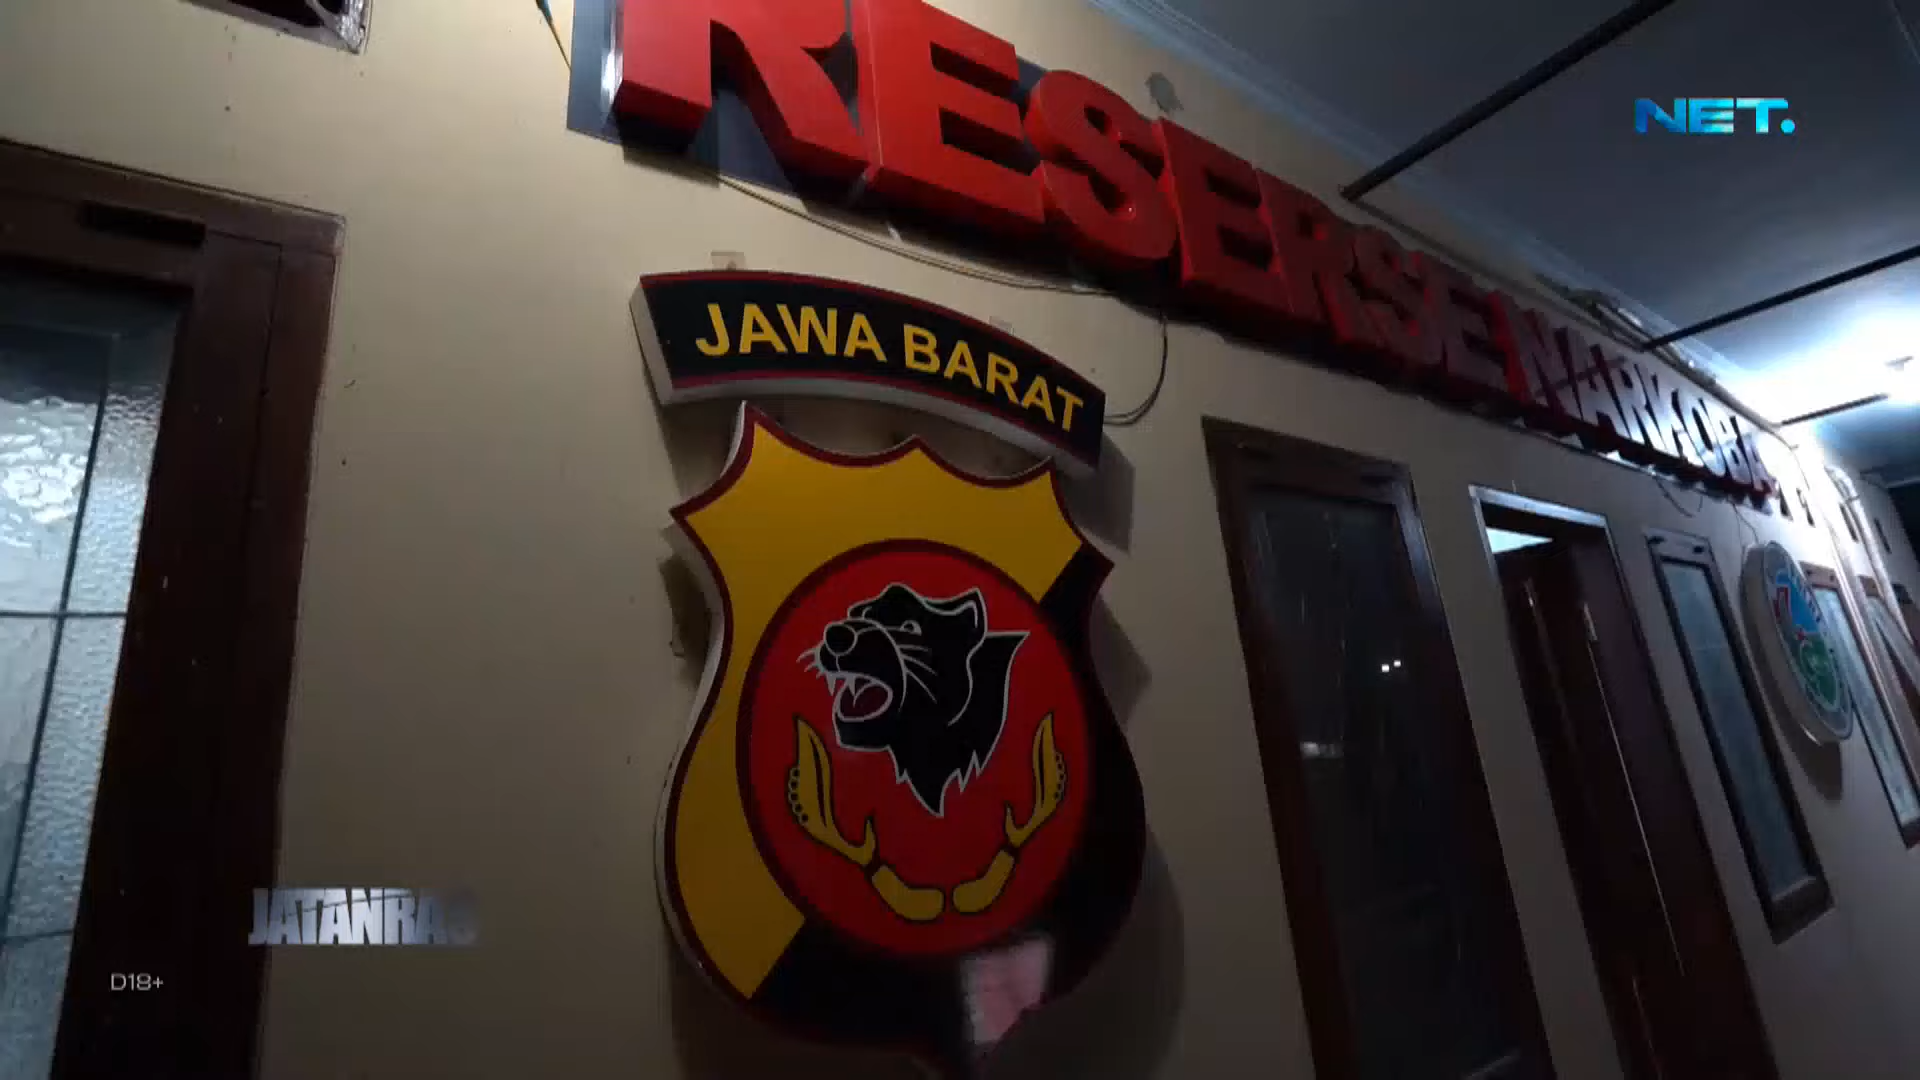 RESERSE NARKOBA
NET.
JAWA BARAT
JATANRAS
D18+